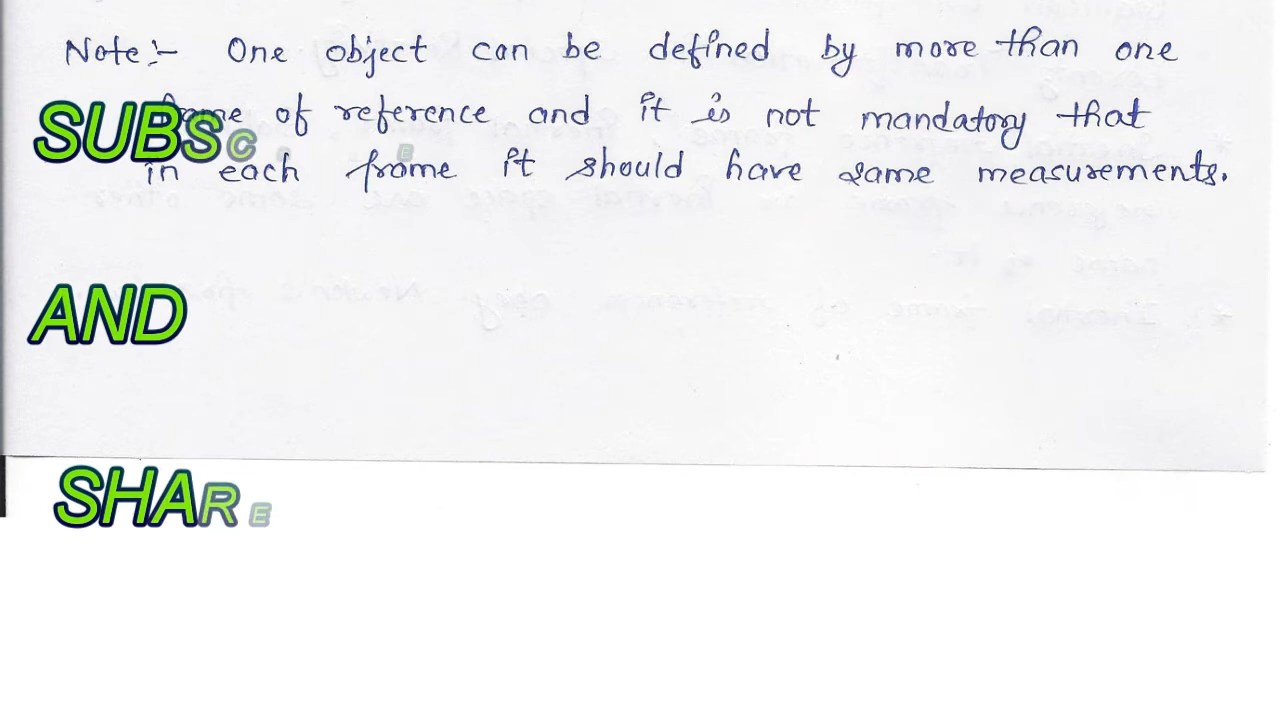 Note :- One object can be defined by more than one
frame of reference and it is not mandatory that
SUBSC
E
in each frame it should have same measurements.
AND
SHARE